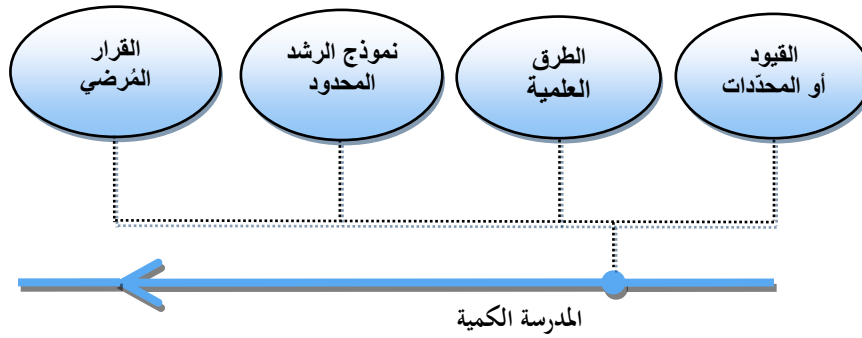 القيود
أو المحدّدات
الطرق
العلمية
نموذج الرشد
المحدود
القرار
المُرضي
المدرسة الكمية